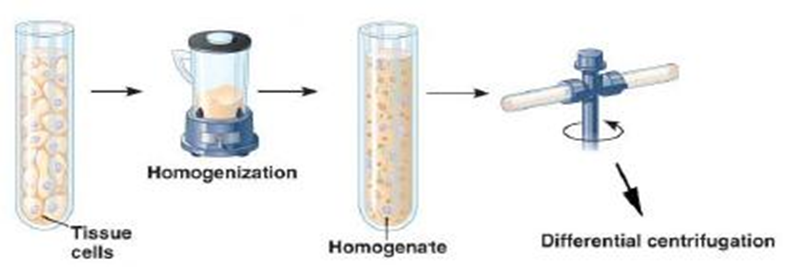 Homogenization
Tissue
cells
Homogenate
Differential centrifugation